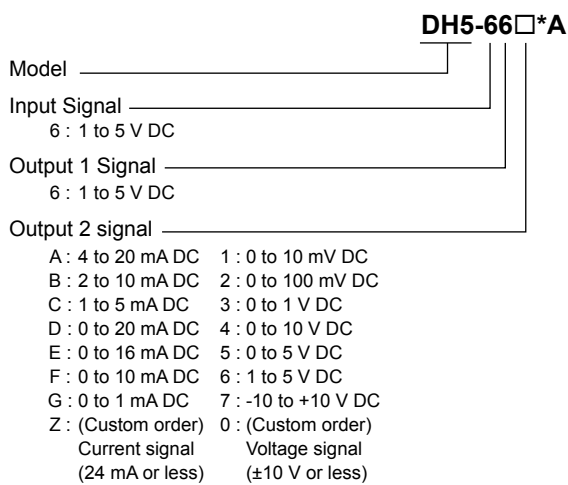 DH5-66□*A
Model
Input Signal
6 : 1 to 5 V DC
Output 1 Signal
6 : 1 to 5 V DC
Output 2 signal
A : 4 to 20 mA DC 1 : 0 to 10 mV DC
B : 2 to 10 mA DC 2 : 0 to 100 mV DC
C : 1 to 5 mA DC 3 : 0 to 1 V DC
D : 0 to 20 mA DC 4 : 0 to 10 V DC
E : 0 to 16 mA DC 5 : 0 to 5 V DC
F : 0 to 10 mA DC 6 : 1 to 5 V DC
G : 0 to 1 mA DC 7 : -10 to +10 V DC
Z : (Custom order) 0 : (Custom order)
Current signal Voltage signal
(24 mA or less) (±10 V or less)